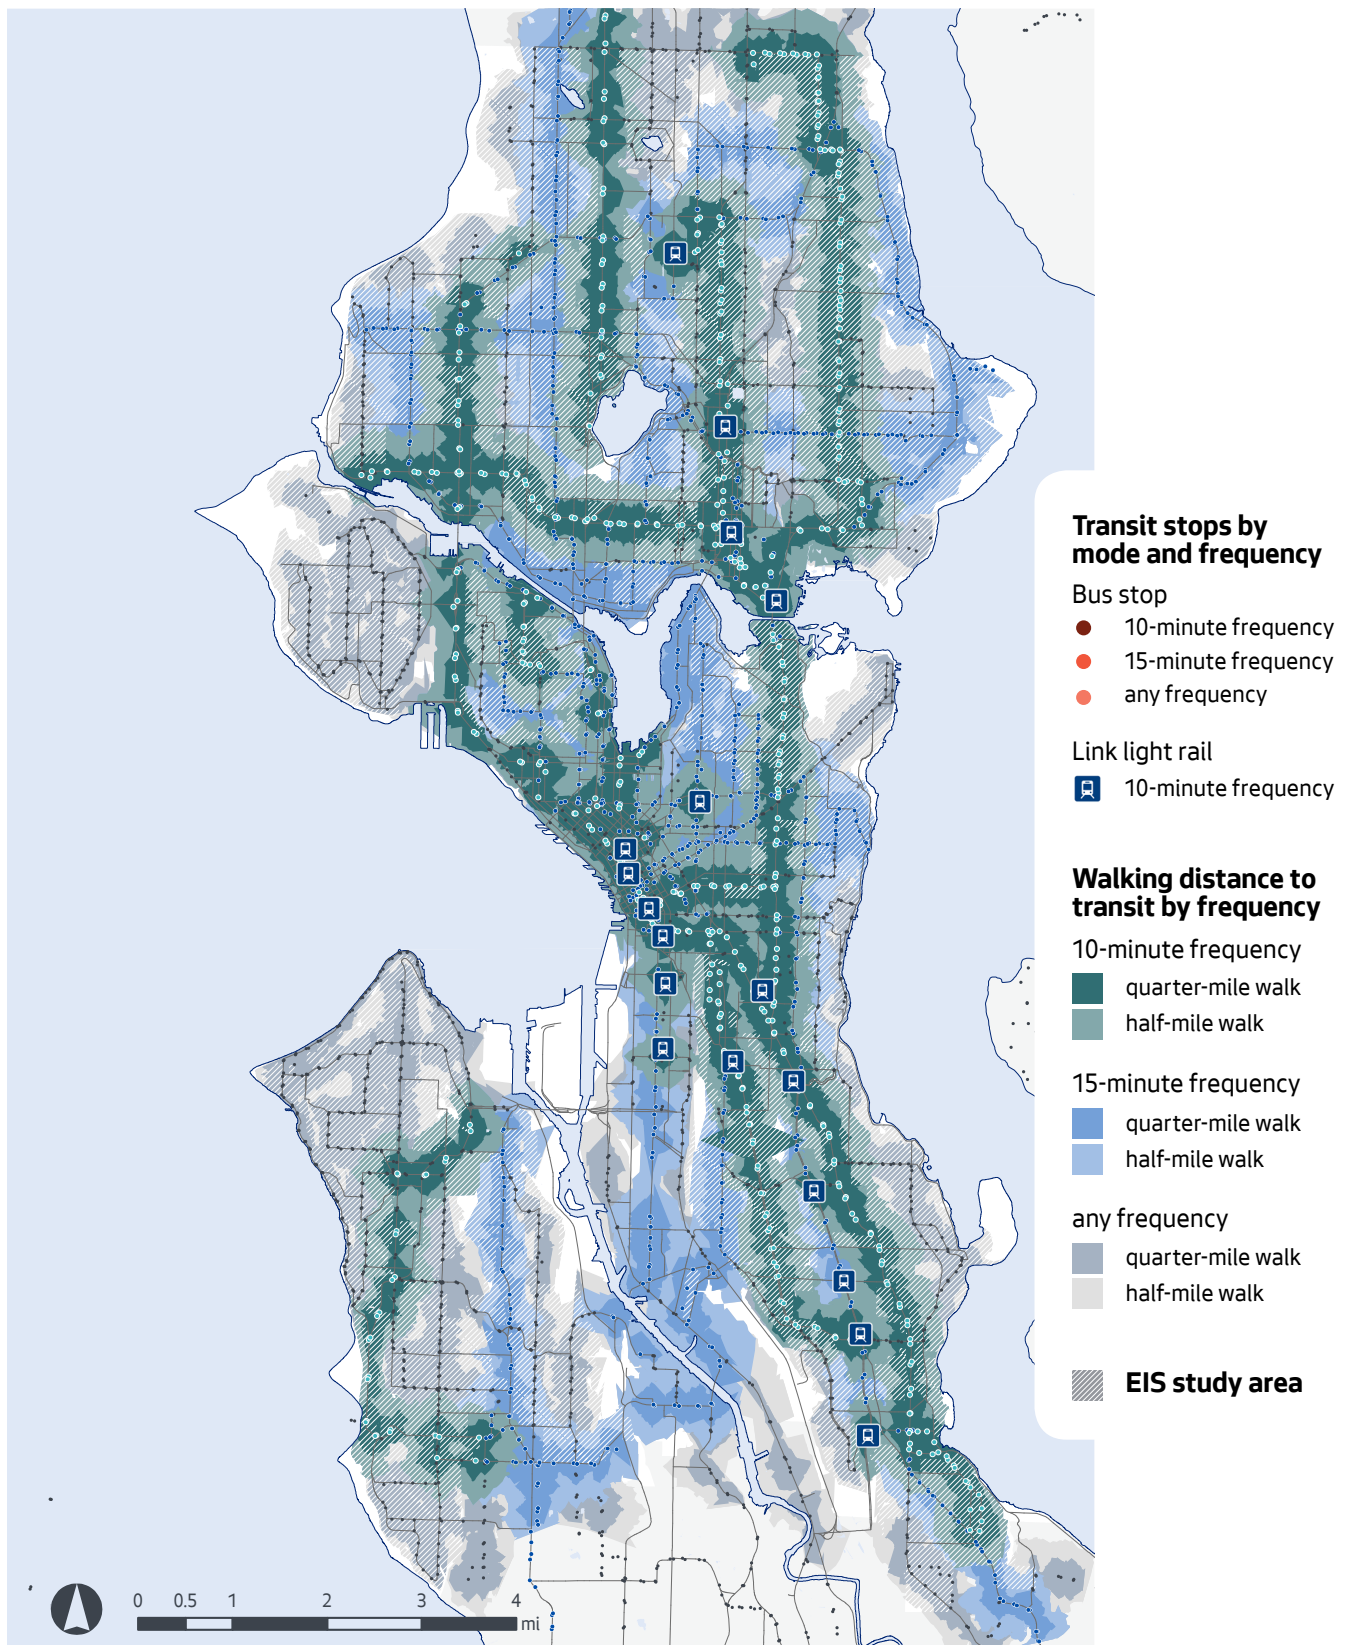 Transit stops by
mode and frequency
Bus stop
10-minute frequency
15-minute frequency
any frequency
Link light rail
10-minute frequency
Walking distance to
transit by frequency
10-minute frequency
quarter-mile walk
half-mile walk
15-minute frequency
quarter-mile walk
half-mile walk
any frequency
quarter-mile walk
half-mile walk
EIS study area
0 0.5 1 2 3 4
mi